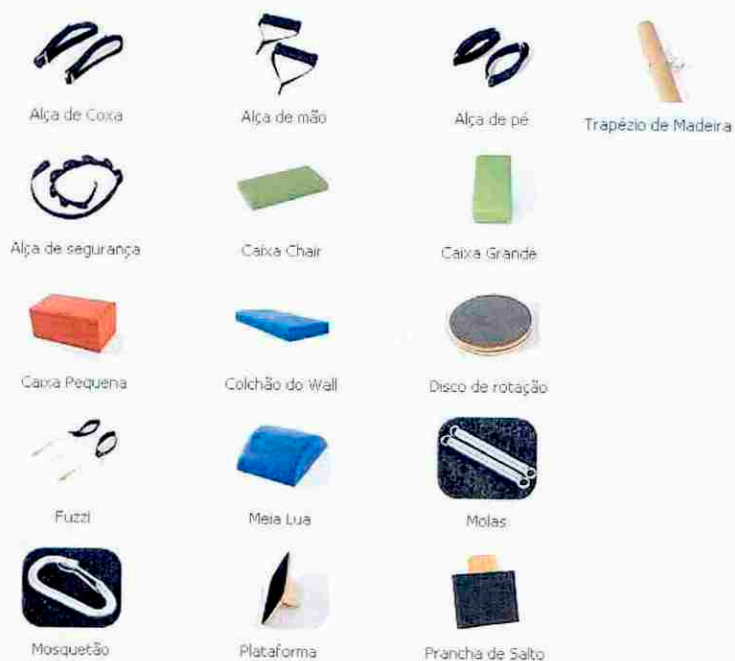 Alça de Coxa
Alça de mão
Alça de pé
Trapézio de Madeira
Alça de segurança
Caixa Chair
Caixa Grande
Caixa Pequena
Colchão do Wall
Disco de rotação
Fuzzi
Meia Lua
Molas
Mosquetão
Plataforma
Prancha de Salto